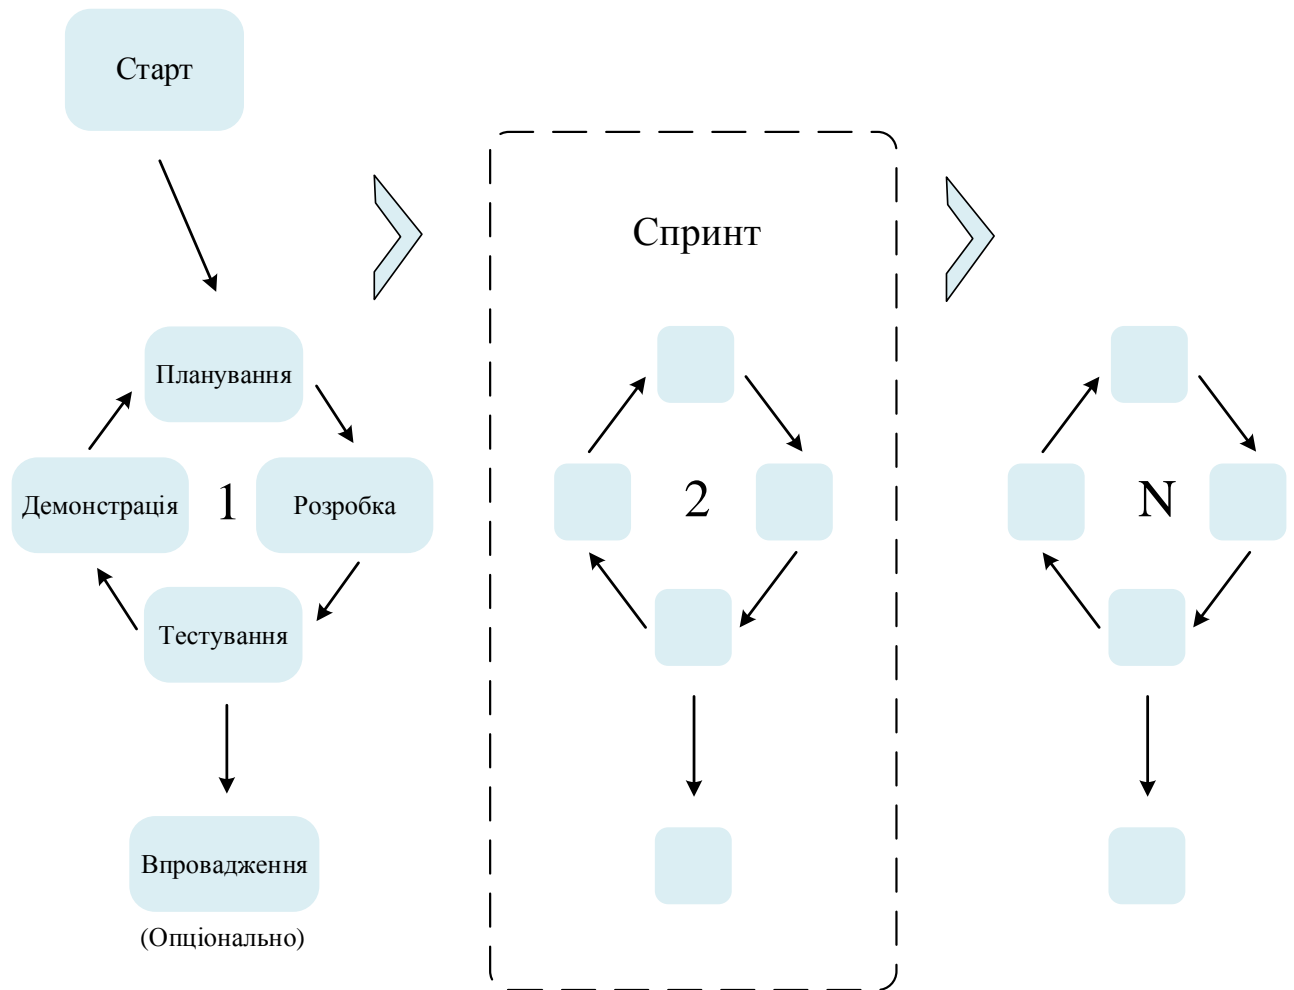 Старт
Спринт
Планування
Демонстрація
1
Розробка
2
N
Тестування
Впровадження
(Опціонально)